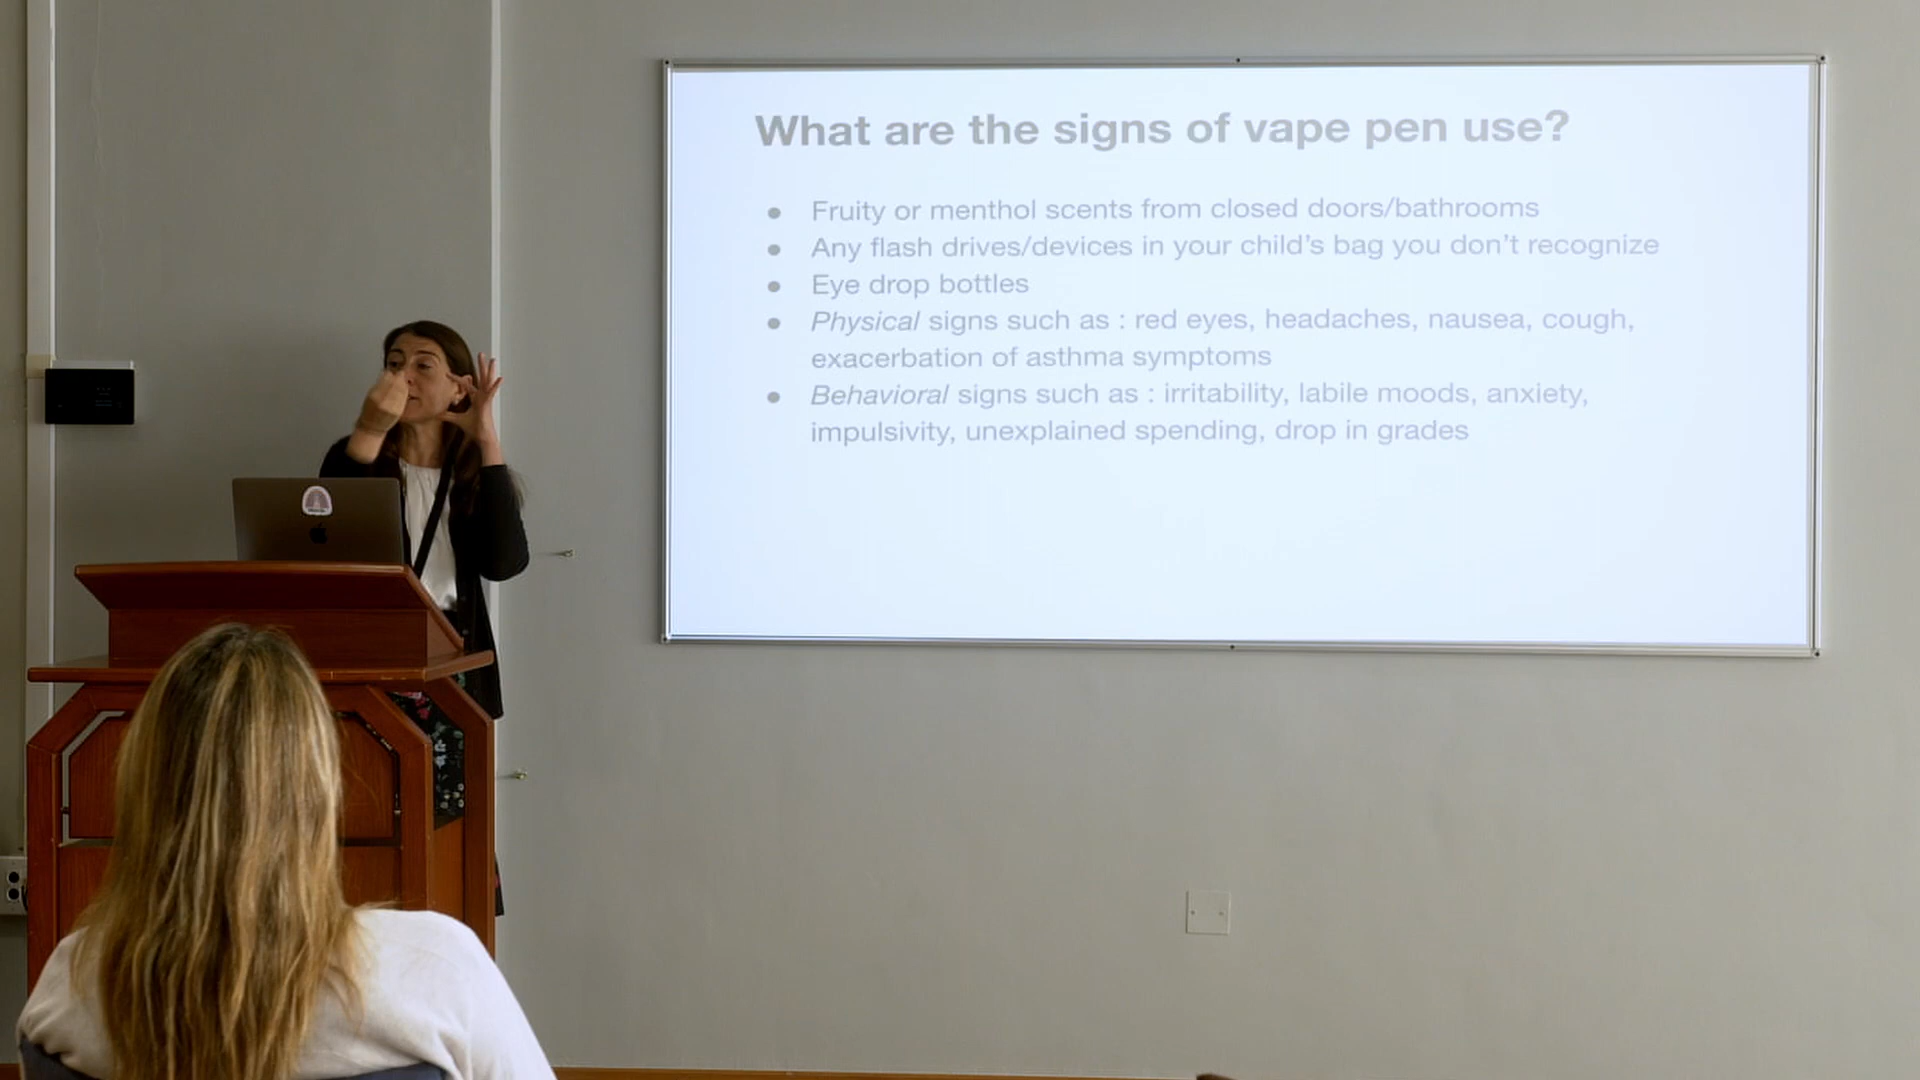 What are the signs of vape pen use?
● Fruity or menthol scents from closed doors/bathrooms
● Any flash drives/devices in your child’s bag you don’t recognize
● Eye drop bottles
● Physical signs such as : red eyes, headaches, nausea, cough,
exacerbation of asthma symptoms
● Behavioral signs such as : irritability, labile moods, anxiety,
impulsivity, unexplained spending, drop in grades